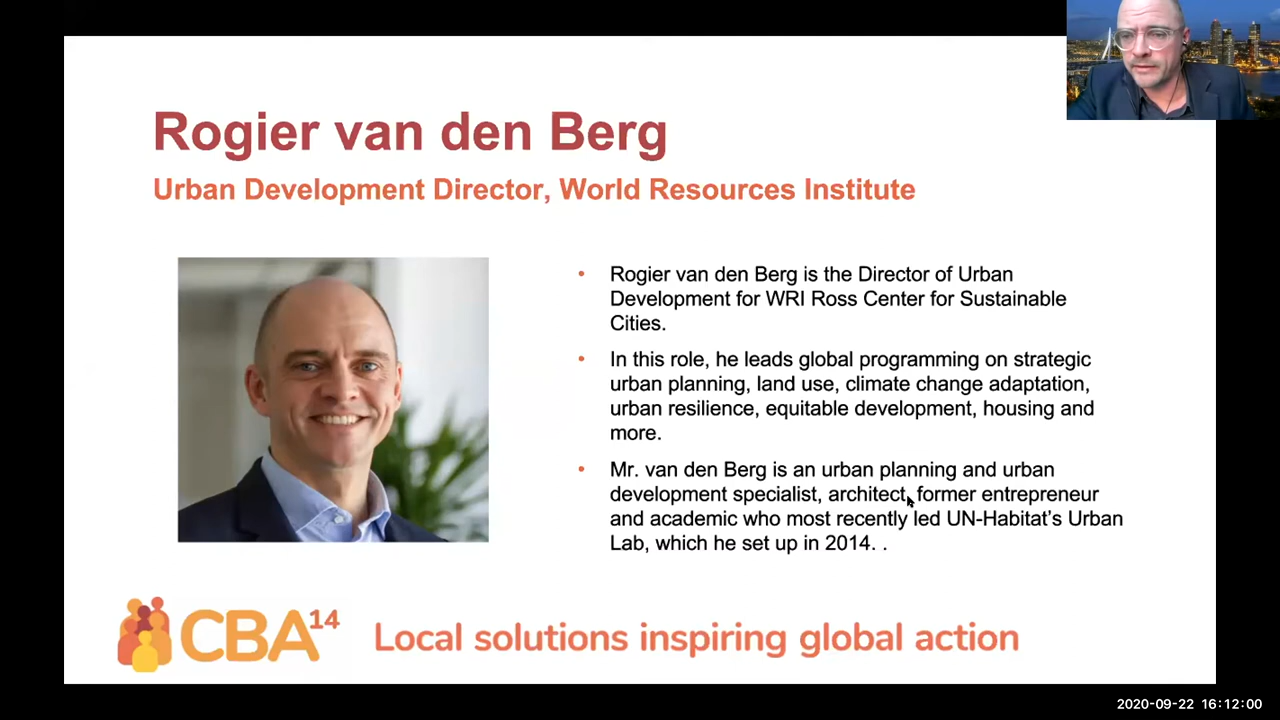 Rogier van den Berg
Urban Development Director, World Resources Institute
• Rogier van den Berg is the Director of Urban
Development for WRI Ross Center for Sustainable
Cities.
• In this role, he leads global programming on strategic
urban planning, land use, climate change adaptation,
urban resilience, equitable development, housing and
more.
• Mr. van den Berg is an urban planning and urban
development specialist, architect, former entrepreneur
and academic who most recently led UN-Habitat’s Urban
Lab, which he set up in 2014. .
CBA14
Local solutions inspiring global action
2020-09-22 16:12:00